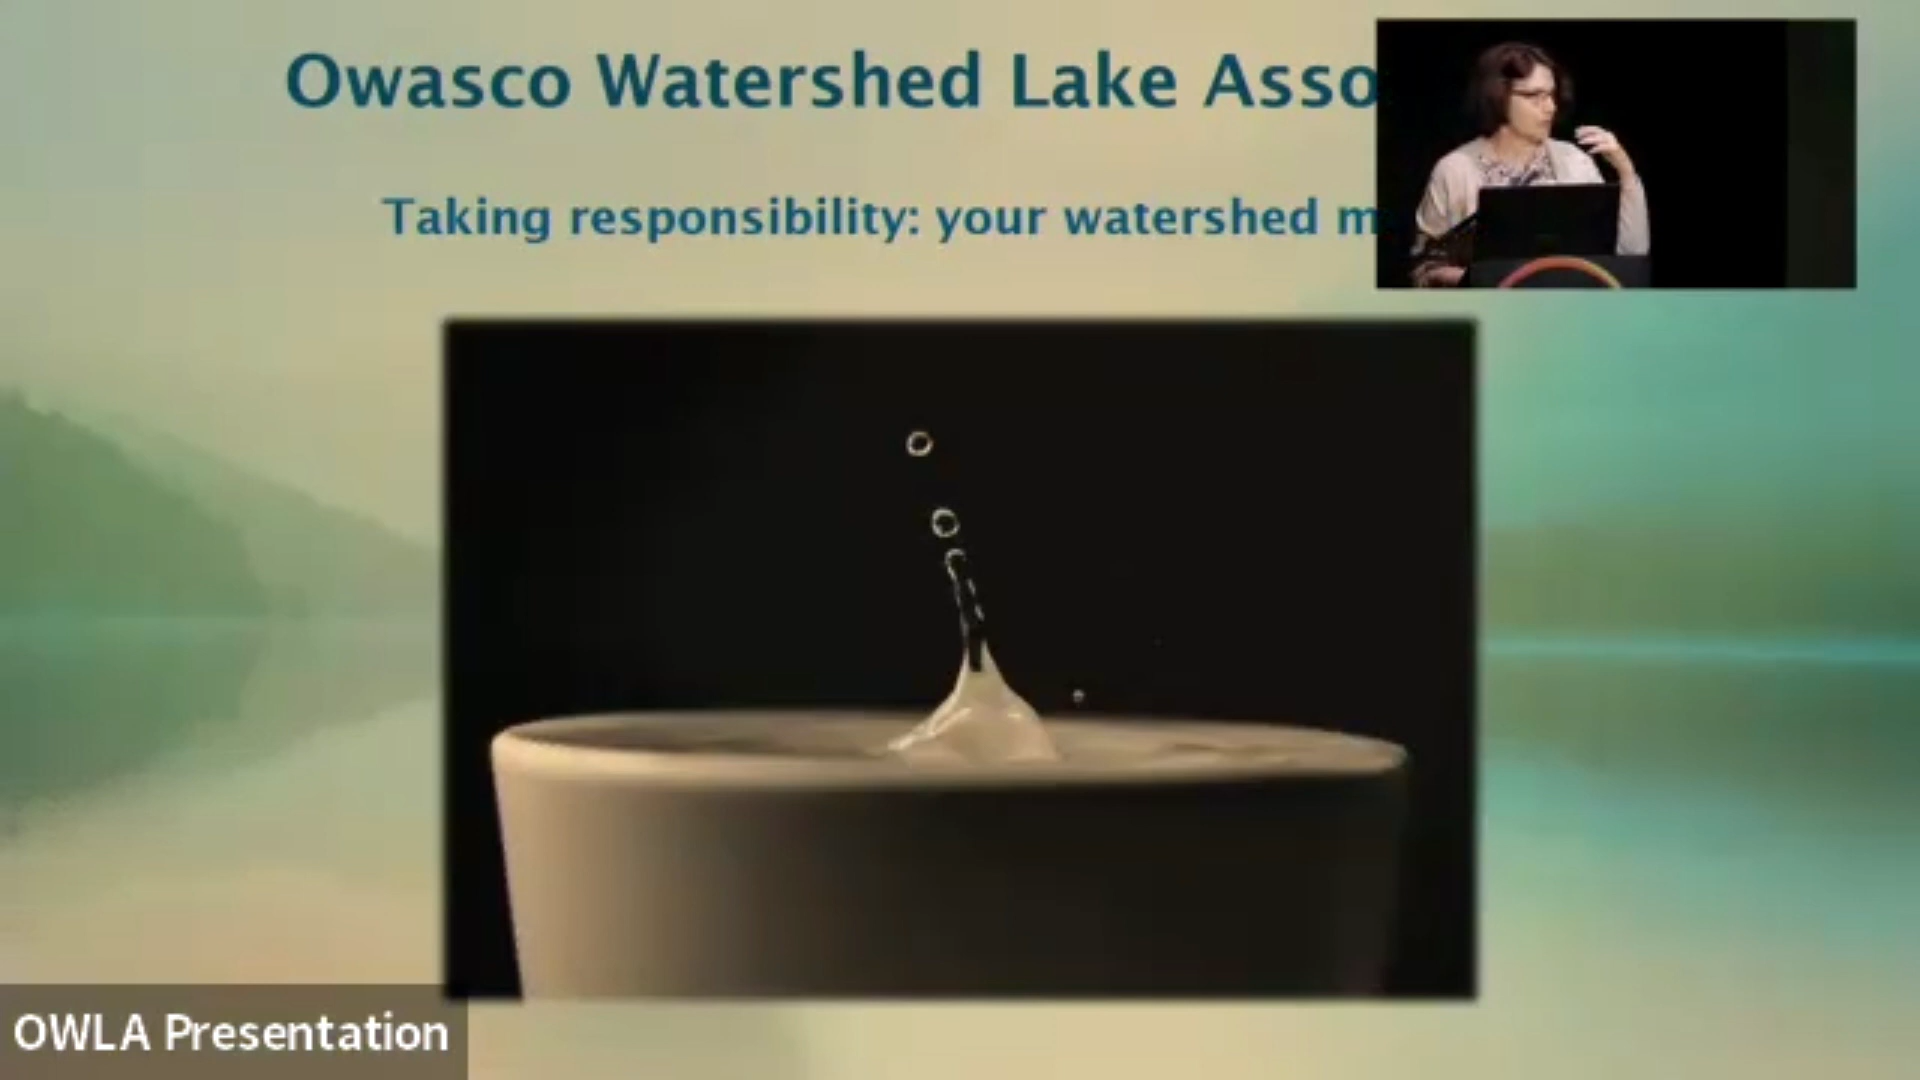 Owasco Watershed Lake Asso
Taking responsibility: your watershed m
OWLA Presentation